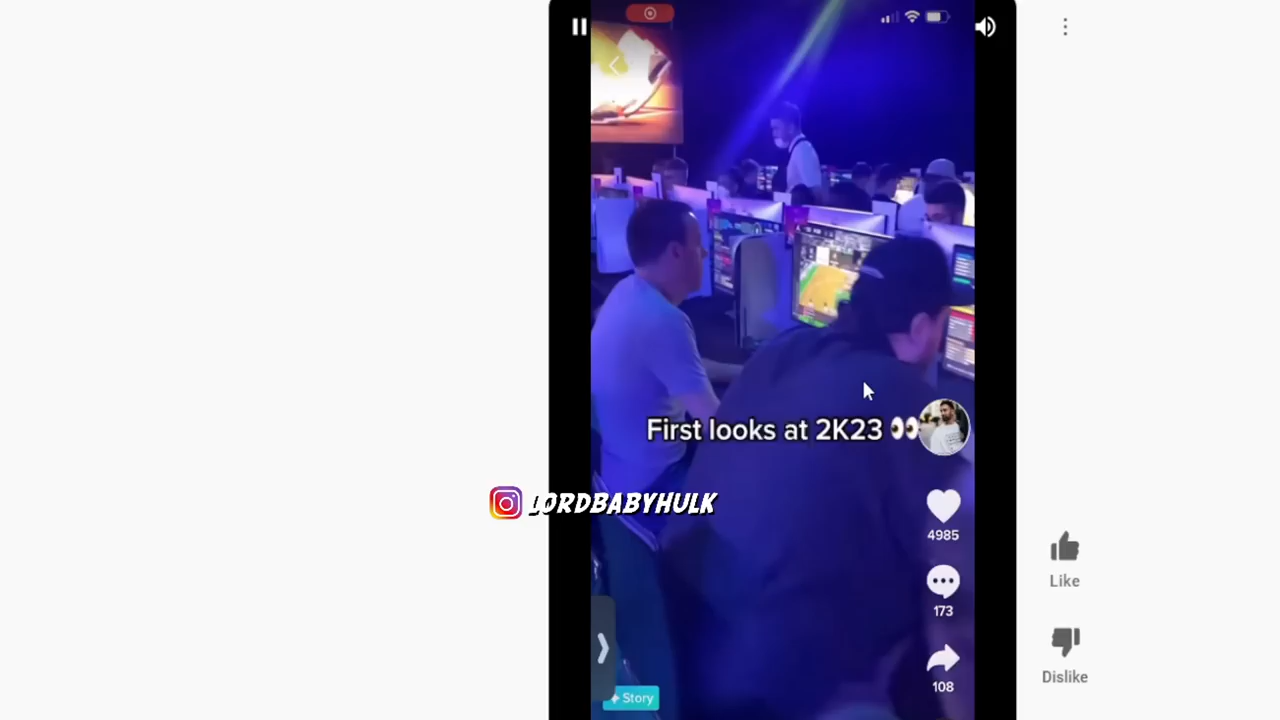 First looks at 2K23 👀
LORDBABYHULK
4985
173
108
Story
Like
Dislike